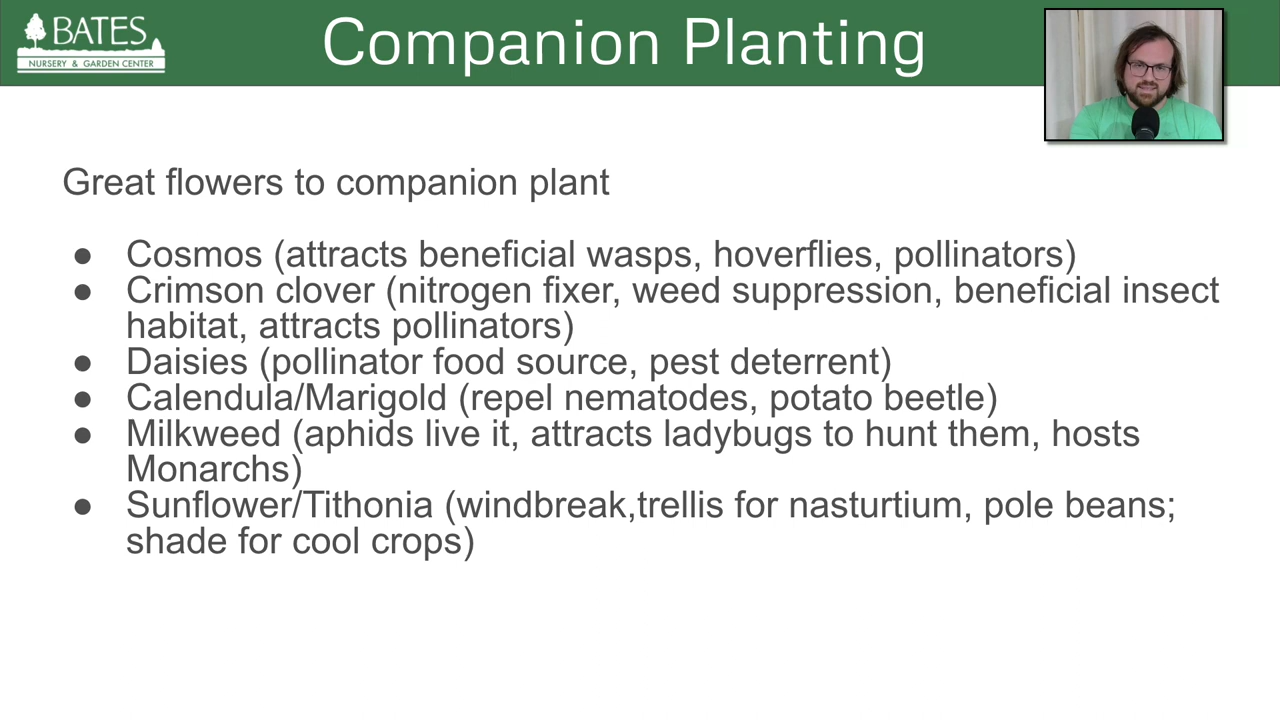 BATES
NURSERY & GARDEN CENTER
Companion Planting
Great flowers to companion plant
● Cosmos (attracts beneficial wasps, hoverflies, pollinators)
● Crimson clover (nitrogen fixer, weed suppression, beneficial insect
habitat, attracts pollinators)
● Daisies (pollinator food source, pest deterrent)
● Calendula/Marigold (repel nematodes, potato beetle)
● Milkweed (aphids live it, attracts ladybugs to hunt them, hosts
Monarchs)
● Sunflower/Tithonia (windbreak,trellis for nasturtium, pole beans;
shade for cool crops)